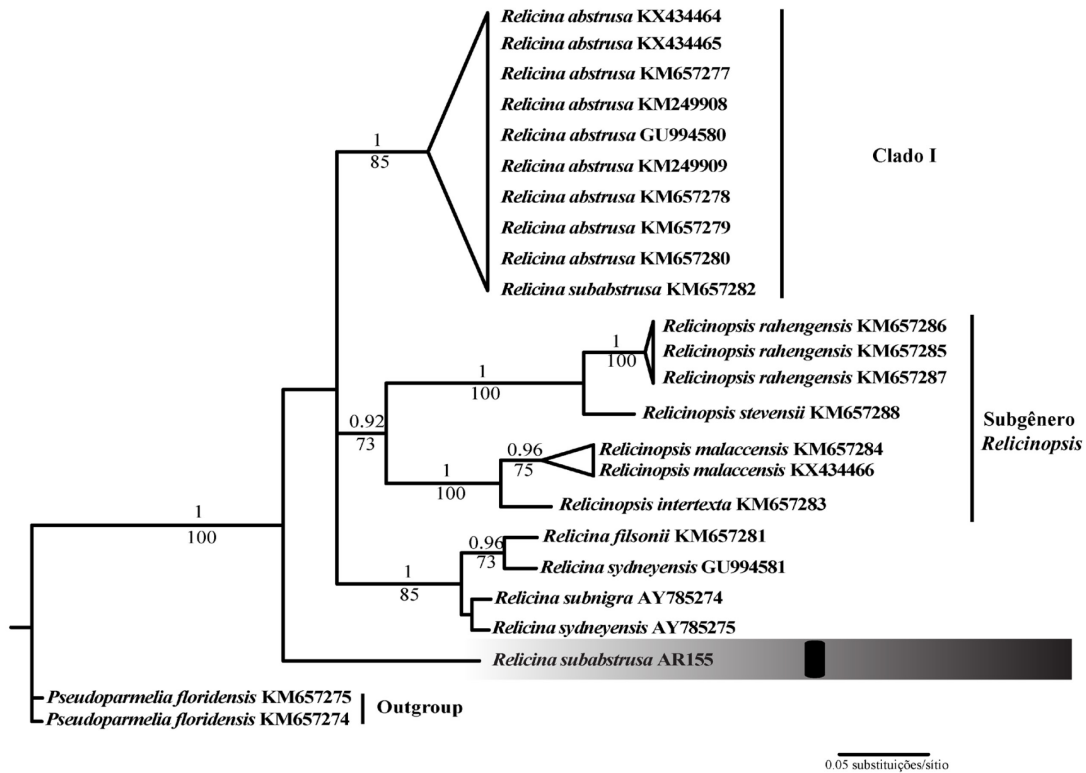 Relicina abstrusa KX434464
Relicina abstrusa KX434465
Relicina abstrusa KM657277
Relicina abstrusa KM249908
Relicina abstrusa GU994580
Relicina abstrusa KM249909
Relicina abstrusa KM657278
Relicina abstrusa KM657279
Relicina abstrusa KM657280
Relicina subabstrusa KM657282
1
85
Clado I
Relicinopsis rahengensis KM657286
Relicinopsis rahengensis KM657285
Relicinopsis rahengensis KM657287
1
100
1
100
Relicinopsis stevensii KM657288
Subgênero
Relicinopsis
0.92
73
0.96
75
Relicinopsis malaccensis KM657284
Relicinopsis malaccensis KX434466
1
100
Relicinopsis intertexta KM657283
1
100
Relicina filsonii KM657281
0.96
73
Relicina sydneyensis GU994581
1
85
Relicina subnigra AY785274
Relicina sydneyensis AY785275
Relicina subabstrusa AR155
Pseudoparmelia floridensis KM657275
Pseudoparmelia floridensis KM657274
Outgroup
0.05 substituições/sítio